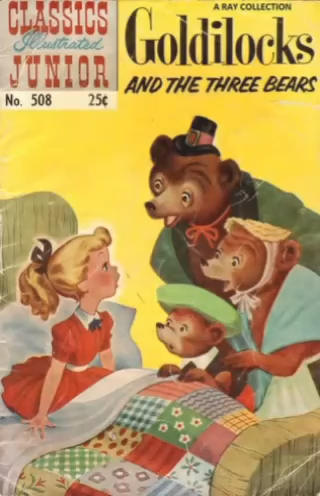 CLASSICS
Illustrated
JUNIOR
No. 508 25¢
A RAY COLLECTION
Goldilocks
AND THE THREE BEARS